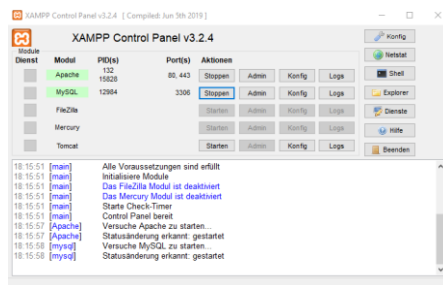 XAMPP Control Panel v3.2.4 [ Compiled: Jun 5th 2019 ]
XAMPP Control Panel v3.2.4
Konfig
Module
Dienst Modul PID(s) Port(s) Aktionen
Netstat
Apache 132 15828 80, 443 Stoppen Admin Konfig Logs
Shell
MySQL 12984 3306 Stoppen Admin Konfig Logs
Explorer
FileZilla Starten Admin Konfig Logs
Dienste
Mercury Starten Admin Konfig Logs
Hilfe
Tomcat Starten Admin Konfig Logs
Beenden
18:15:51 [main] Alle Voraussetzungen sind erfüllt
18:15:51 [main] Initialisiere Module
18:15:51 [main] Das FileZilla Modul ist deaktiviert
18:15:51 [main] Das Mercury Modul ist deaktiviert
18:15:51 [main] Starte Check-Timer
18:15:51 [main] Control Panel bereit
18:15:57 [Apache] Versuche Apache zu starten...
18:15:57 [Apache] Statusänderung erkannt: gestartet
18:15:58 [mysql] Versuche MySQL zu starten...
18:15:58 [mysql] Statusänderung erkannt: gestartet